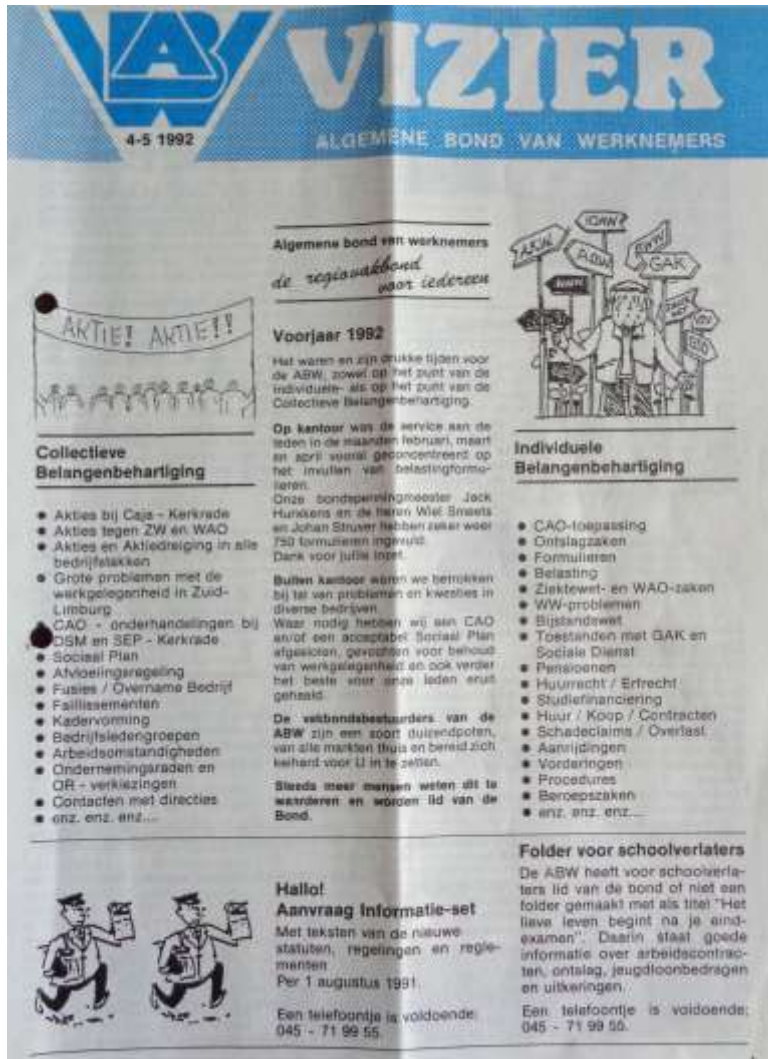 ABW
4-5 1992
VIZIER
ALGEMENE BOND VAN WERKNEMERS
AKTIE! AKTIE!!
Collectieve
Belangenbehartiging
● Akties bij Caja - Kerkrade
● Akties tegen ZW en WAO
● Akties en Aktiedreiging in alle
bedrijfstakken
● Grote problemen met de
werkgelegenheid in Zuid-
Limburg
● CAO - onderhandelingen bij
DSM en SEP - Kerkrade
● Sociaal Plan
● Afvloeiingsregeling
● Fusies / Overname Bedrijf
● Faillissementen
● Kadervorming
● Bedrijfsledengroepen
● Arbeidsomstandigheden
● Ondernemingsraden en
OR - verkiezingen
● Contacten met directies
● enz. enz. enz....
Algemene bond van werknemers
de regiovakbond
voor iedereen
Voorjaar 1992
Het waren en zijn drukke tijden voor
de ABW, zowel op het punt van de
Individuele- als op het punt van de
Collectieve Belangenbehartiging.
Op kantoor was de service aan de
leden in de maanden februari, maart
en april vooral geconcentreerd op
het invullen van belastingformu-
lieren.
Onze bondspenningmeester Jack
Hunkens en de heren Wiel Smeets
en Johan Struver hebben zeker weer
750 formulieren ingevuld.
Dank voor jullie inzet.
Buiten kantoor waren we betrokken
bij tal van problemen en kwesties in
diverse bedrijven.
Waar nodig hebben wij een CAO
en/of een acceptabel Sociaal Plan
afgesloten, gevochten voor behoud
van werkgelegenheid en ook verder
het beste voor onze leden eruit
gehaald.
De vakbondsbestuurders van de
ABW zijn een soort duizendpoten,
van alle markten thuis en bereid zich
keihard voor U in te zetten.
Steeds meer mensen weten dit te
waarderen en worden lid van de
Bond.
IOAW
AKW
ABW
RWW
GAK
Individuele
Belangenbehartiging
● CAO-toepassing
● Ontslagzaken
● Formulieren
● Belasting
● Ziektewet- en WAO-zaken
● WW-problemen
● Bijstandswet
● Toestanden met GAK en
Sociale Dienst
● Pensioenen
● Huurrecht / Erfrecht
● Studiefinanciering
● Huur / Koop / Contracten
● Schadeclaims / Overlast
● Aanrijdingen
● Vorderingen
● Procedures
● Beroepszaken
● enz. enz. enz....
Hallo!
Aanvraag Informatie-set
Met teksten van de nieuwe
statuten, regelingen en regle-
menten
Per 1 augustus 1991.
Een telefoontje is voldoende;
045 - 71 99 55.
Folder voor schoolverlaters
De ABW heeft voor schoolverla-
ters lid van de bond of niet een
folder gemaakt met als titel "Het
lieve leven begint na je eind-
examen". Daarin staat goede
informatie over arbeidscontrac-
ten, ontslag, jeugdloonbedragen
en uitkeringen.
Een telefoontje is voldoende;
045 - 71 99 55.